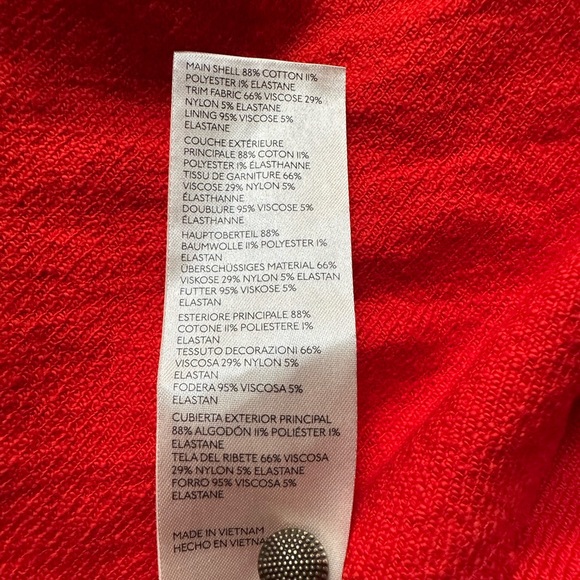 MAIN SHELL 88% COTTON 11%
POLYESTER 1% ELASTANE
TRIM FABRIC 66% VISCOSE 29%
NYLON 5% ELASTANE
LINING 95% VISCOSE 5%
ELASTANE
COUCHE EXTÉRIEURE
PRINCIPALE 88% COTON 11%
POLYESTER 1% ÉLASTHANNE
TISSU DE GARNITURE 66%
VISCOSE 29% NYLON 5%
ÉLASTHANNE
DOUBLURE 95% VISCOSE 5%
ÉLASTHANNE
HAUPTOBERTEIL 88%
BAUMWOLLE 11% POLYESTER 1%
ELASTAN
ÜBERSCHÜSSIGES MATERIAL 66%
VISKOSE 29% NYLON 5% ELASTAN
FUTTER 95% VISKOSE 5%
ELASTAN
ESTERIORE PRINCIPALE 88%
COTONE 11% POLIESTERE 1%
ELASTAN
TESSUTO DECORAZIONI 66%
VISCOSA 29% NYLON 5%
ELASTAN
FODERA 95% VISCOSA 5%
ELASTAN
CUBIERTA EXTERIOR PRINCIPAL
88% ALGODÓN 11% POLIÉSTER 1%
ELASTANE
TELA DEL RIBETE 66% VISCOSA
29% NYLON 5% ELASTANE
FORRO 95% VISCOSA 5%
ELASTANE
MADE IN VIETNAM
HECHO EN VIETNA